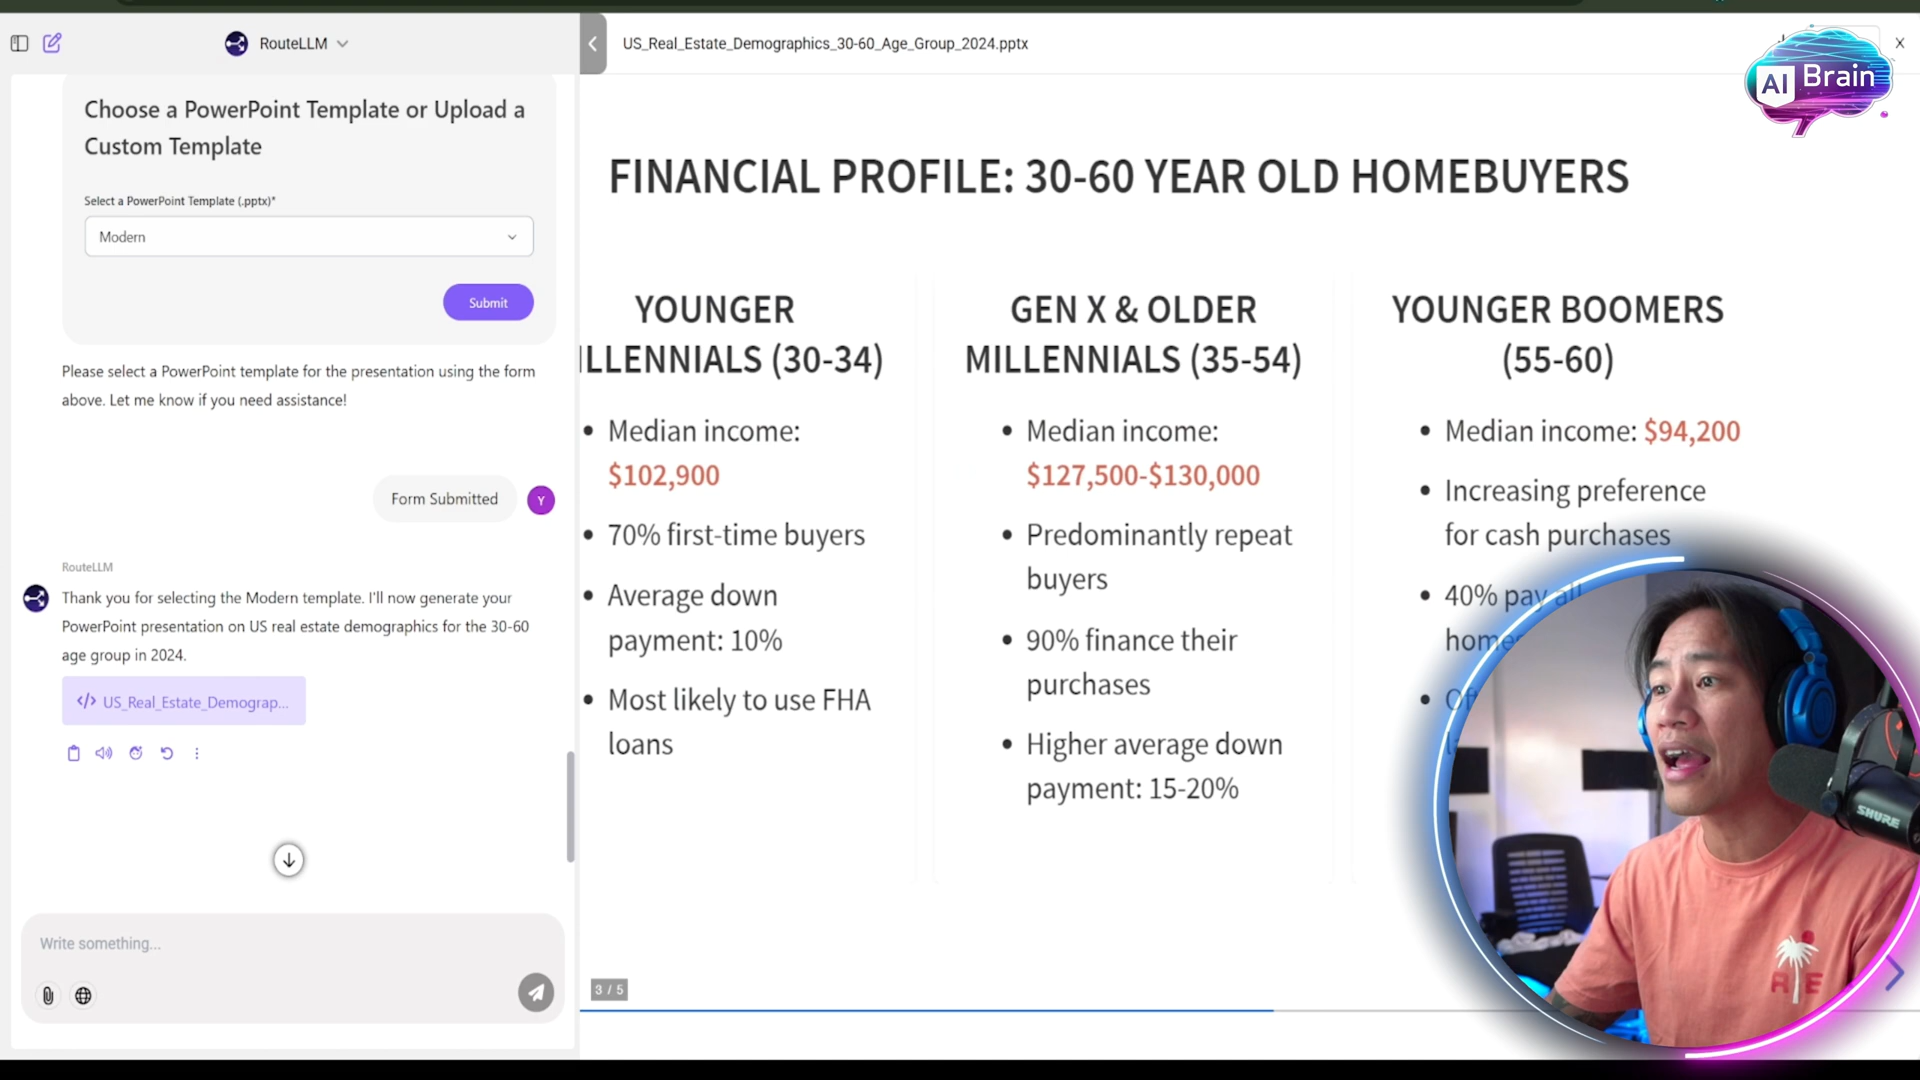 RouteLLM
US_Real_Estate_Demographics_30-60_Age_Group_2024.pptx
X
AI Brain
Choose a PowerPoint Template or Upload a
Custom Template
Select a PowerPoint Template (.pptx)*
Modern
Submit
Please select a PowerPoint template for the presentation using the form
above. Let me know if you need assistance!
Form Submitted
Y
RouteLLM
Thank you for selecting the Modern template. I'll now generate your
PowerPoint presentation on US real estate demographics for the 30-60
age group in 2024.
</> US_Real_Estate_Demograp...
Write something...
FINANCIAL PROFILE: 30-60 YEAR OLD HOMEBUYERS
YOUNGER
ILLENNIALS (30-34)
• Median income:
$102,900
• 70% first-time buyers
• Average down
payment: 10%
• Most likely to use FHA
loans
GEN X & OLDER
MILLENNIALS (35-54)
• Median income:
$127,500-$130,000
• Predominantly repeat
buyers
• 90% finance their
purchases
• Higher average down
payment: 15-20%
YOUNGER BOOMERS
(55-60)
• Median income: $94,200
• Increasing preference
for cash purchases
• 40% pay all
3 / 5
SHURE